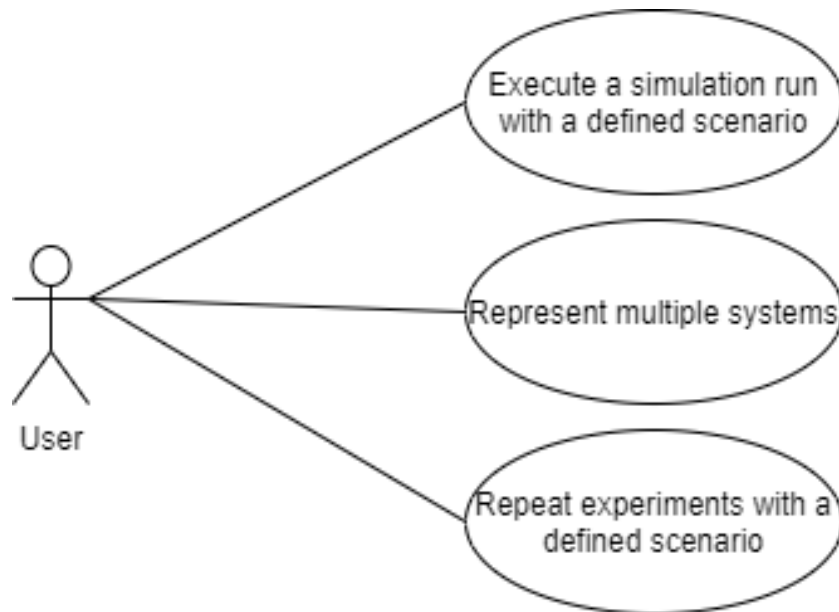 Execute a simulation run
with a defined scenario
Represent multiple systems
User
Repeat experiments with a
defined scenario